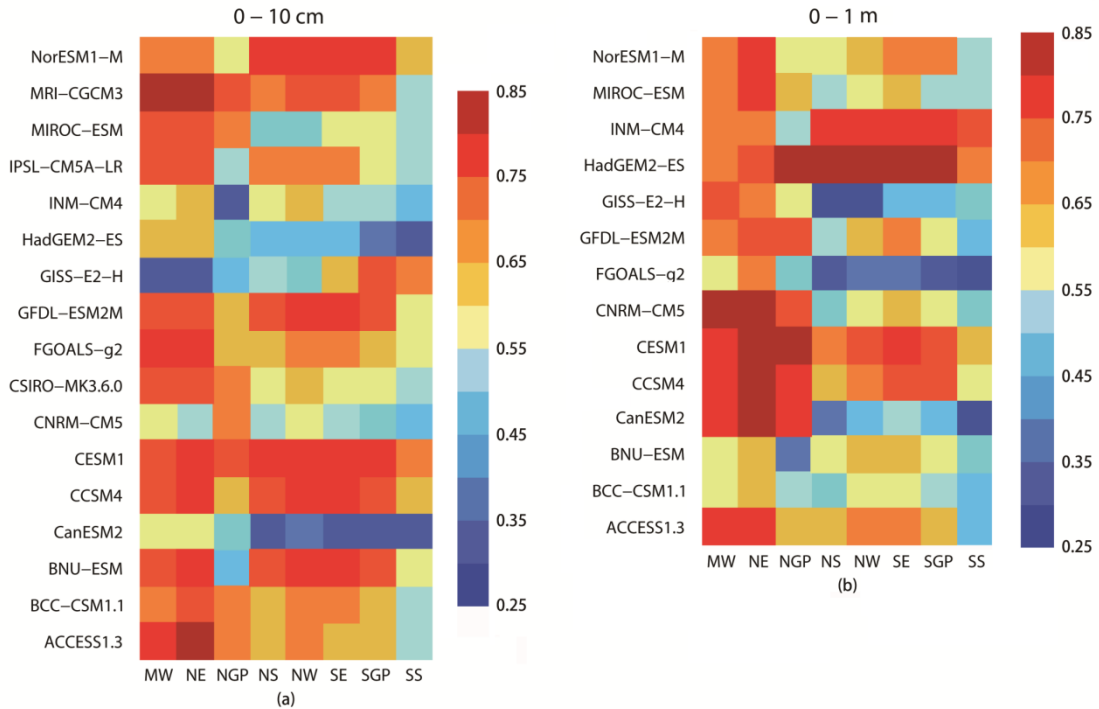 0 – 10 cm
NorESM1–M
MRI–CGCM3
MIROC–ESM
IPSL–CM5A–LR
INM–CM4
HadGEM2–ES
GISS–E2–H
GFDL–ESM2M
FGOALS–g2
CSIRO–MK3.6.0
CNRM–CM5
CESM1
CCSM4
CanESM2
BNU–ESM
BCC–CSM1.1
ACCESS1.3
MW NE NGP NS NW SE SGP SS
(a)
0.85
0.75
0.65
0.55
0.45
0.35
0.25
0 – 1 m
NorESM1–M
MIROC–ESM
INM–CM4
HadGEM2–ES
GISS–E2–H
GFDL–ESM2M
FGOALS–g2
CNRM–CM5
CESM1
CCSM4
CanESM2
BNU–ESM
BCC–CSM1.1
ACCESS1.3
MW NE NGP NS NW SE SGP SS
(b)
0.85
0.75
0.65
0.55
0.45
0.35
0.25